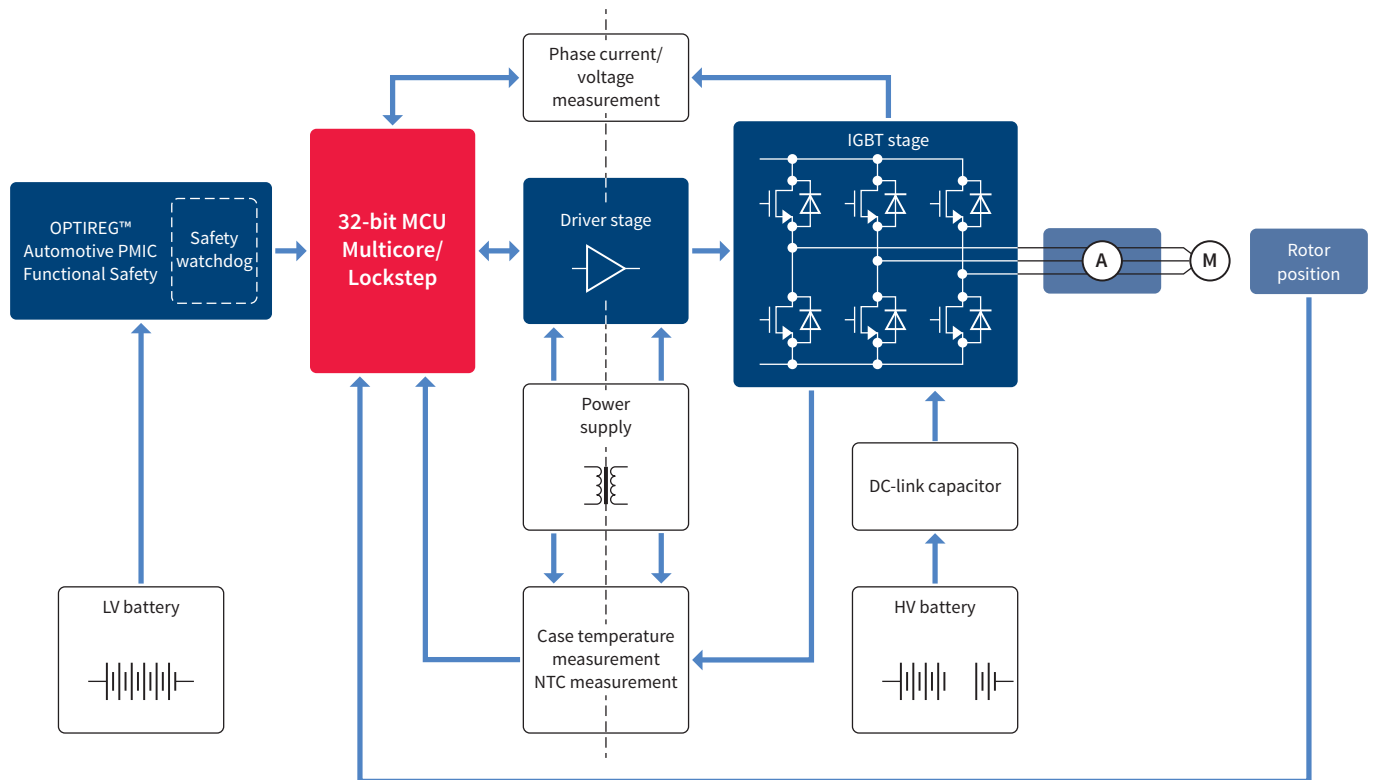 Phase current/
voltage
measurement
OPTIREG™
Automotive PMIC
Functional Safety
Safety
watchdog
32-bit MCU
Multicore/
Lockstep
Driver stage
IGBT stage
A
M
Rotor
position
Power
supply
DC-link capacitor
LV battery
Case temperature
measurement
NTC measurement
HV battery